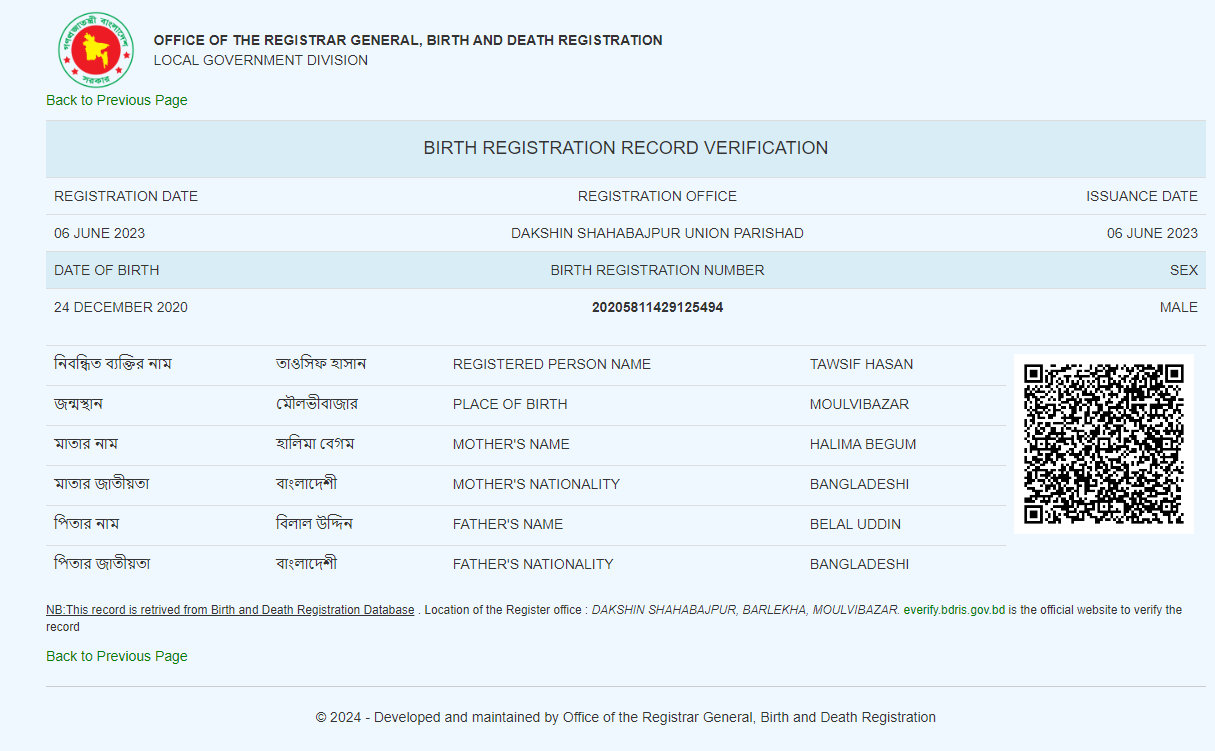 গণপ্রজাতন্ত্রী বাংলাদেশ
সরকার
OFFICE OF THE REGISTRAR GENERAL, BIRTH AND DEATH REGISTRATION
LOCAL GOVERNMENT DIVISION
Back to Previous Page
BIRTH REGISTRATION RECORD VERIFICATION
REGISTRATION DATE REGISTRATION OFFICE ISSUANCE DATE
06 JUNE 2023 DAKSHIN SHAHABAJPUR UNION PARISHAD 06 JUNE 2023
DATE OF BIRTH BIRTH REGISTRATION NUMBER SEX
24 DECEMBER 2020 20205811429125494 MALE
নিবন্ধিত ব্যক্তির নাম তাওসিফ হাসান REGISTERED PERSON NAME TAWSIF HASAN
জন্মস্থান মৌলভীবাজার PLACE OF BIRTH MOULVIBAZAR
মাতার নাম হালিমা বেগম MOTHER'S NAME HALIMA BEGUM
মাতার জাতীয়তা বাংলাদেশী MOTHER'S NATIONALITY BANGLADESHI
পিতার নাম বিলাল উদ্দিন FATHER'S NAME BELAL UDDIN
পিতার জাতীয়তা বাংলাদেশী FATHER'S NATIONALITY BANGLADESHI
NB:This record is retrived from Birth and Death Registration Database . Location of the Register office : DAKSHIN SHAHABAJPUR, BARLEKHA, MOULVIBAZAR. everify.bdris.gov.bd is the official website to verify the
record
Back to Previous Page
© 2024 - Developed and maintained by Office of the Registrar General, Birth and Death Registration